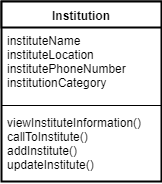 Institution
instituteName
instituteLocation
institutePhoneNumber
institutionCategory
viewInstituteInformation()
callToInstitute()
addInstitute()
updateInstitute()